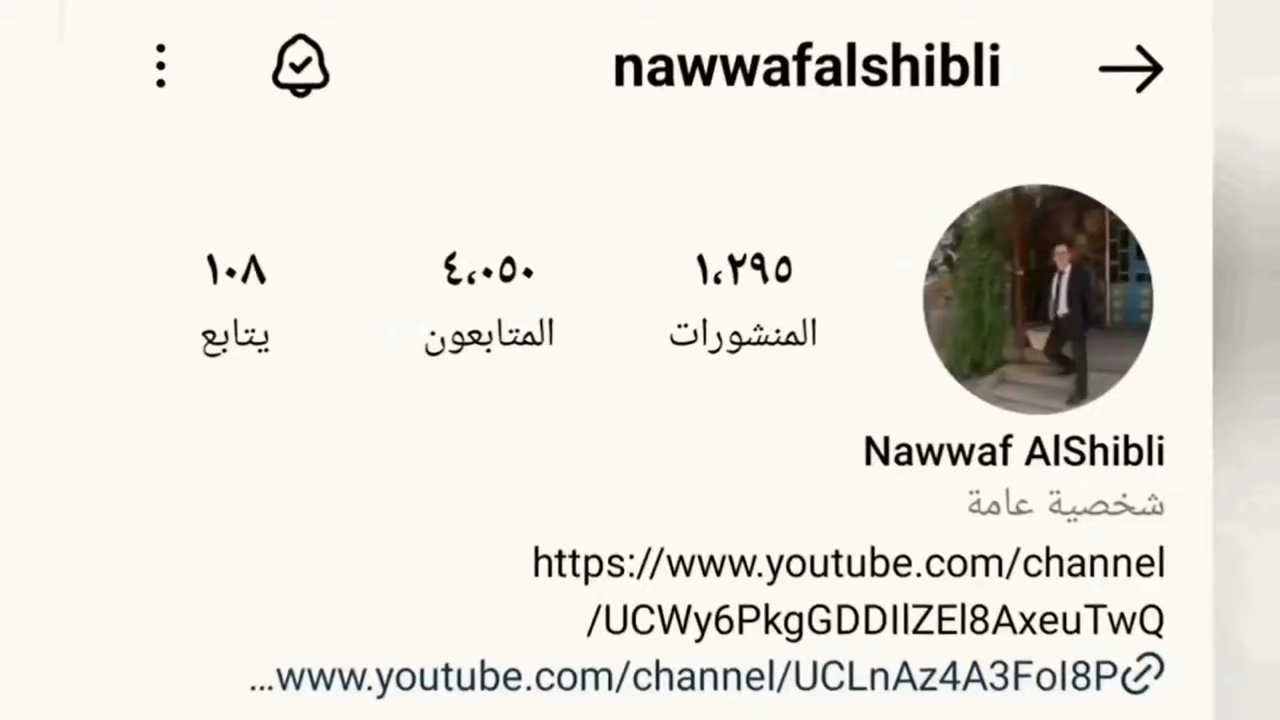 nawwafalshibli
١،٢٩٥ ٤،٠٥٠ ١٠٨
المنشورات المتابعون يتابع
Nawwaf AlShibli
شخصية عامة
https://www.youtube.com/channel
/UCWy6PkgGDDIlZEl8AxeuTwQ
www.youtube.com/channel/UCLnAz4A3FoI8P...